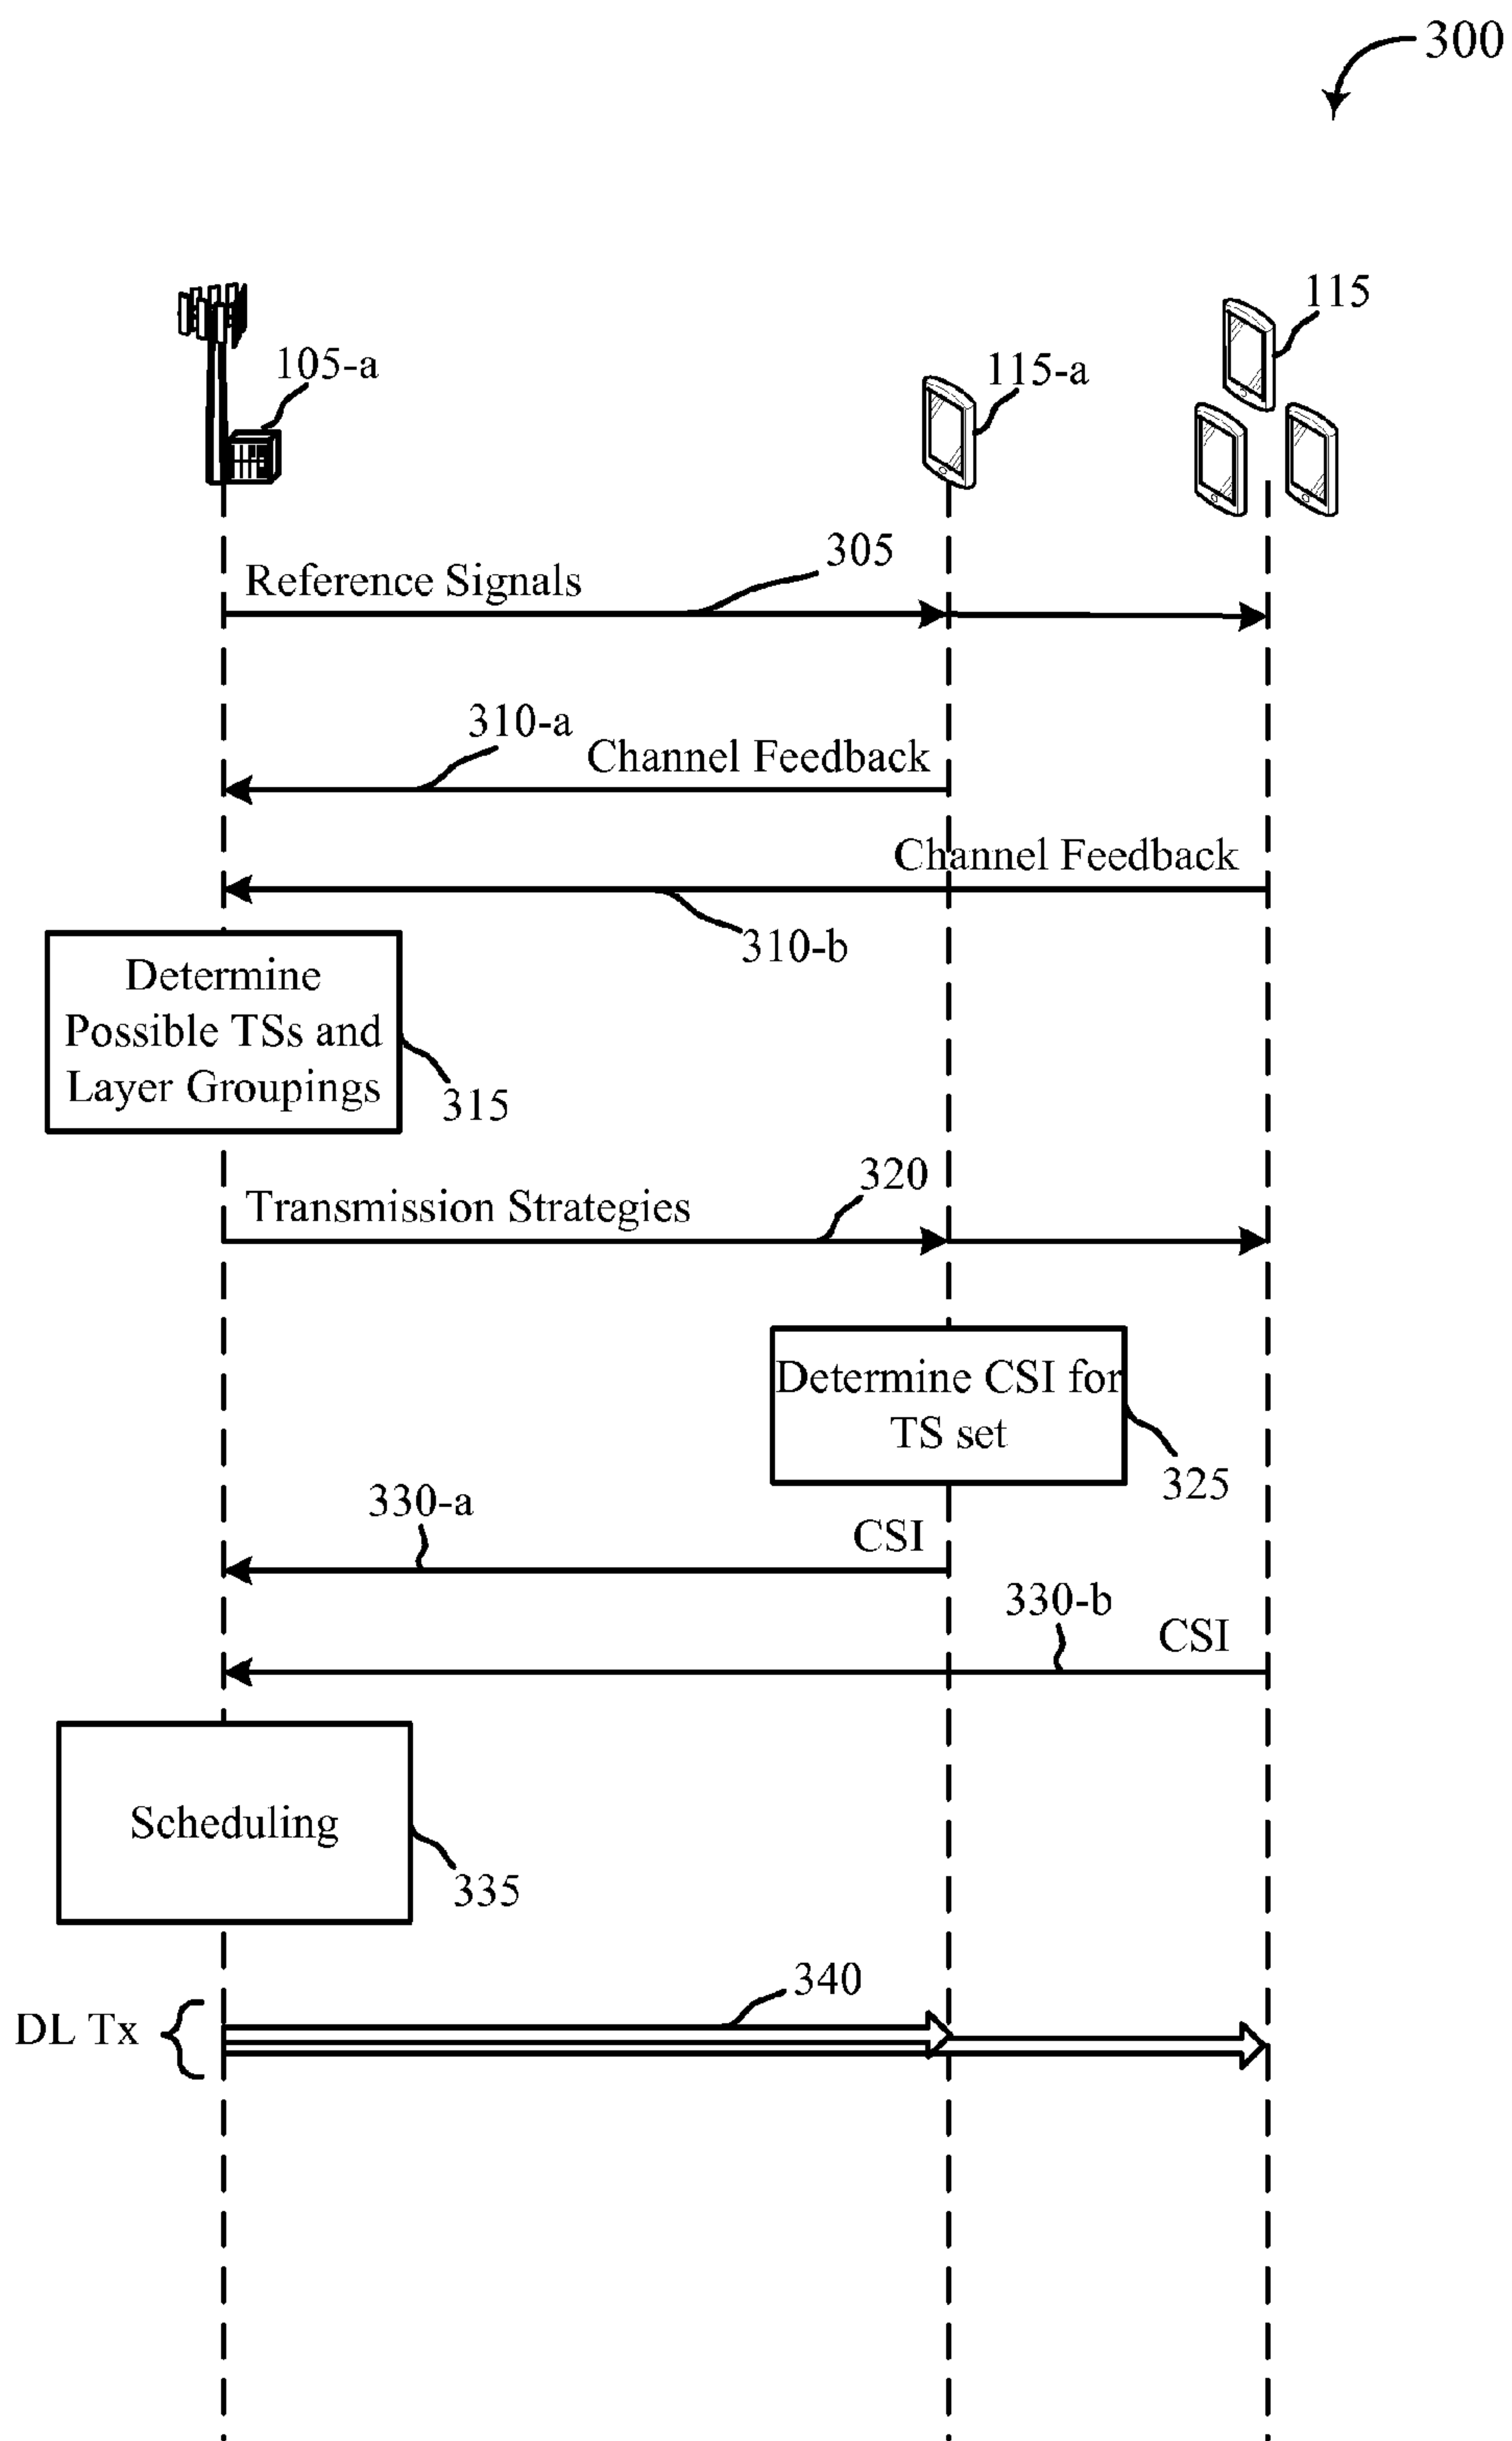 300
115
105-a
115-a
305
Reference Signals
310-a
Channel Feedback
Channel Feedback
310-b
Determine
Possible TSs and
Layer Groupings
315
320
Transmission Strategies
Determine CSI for
TS set
325
330-a
CSI
330-b
CSI
Scheduling
335
340
DL Tx